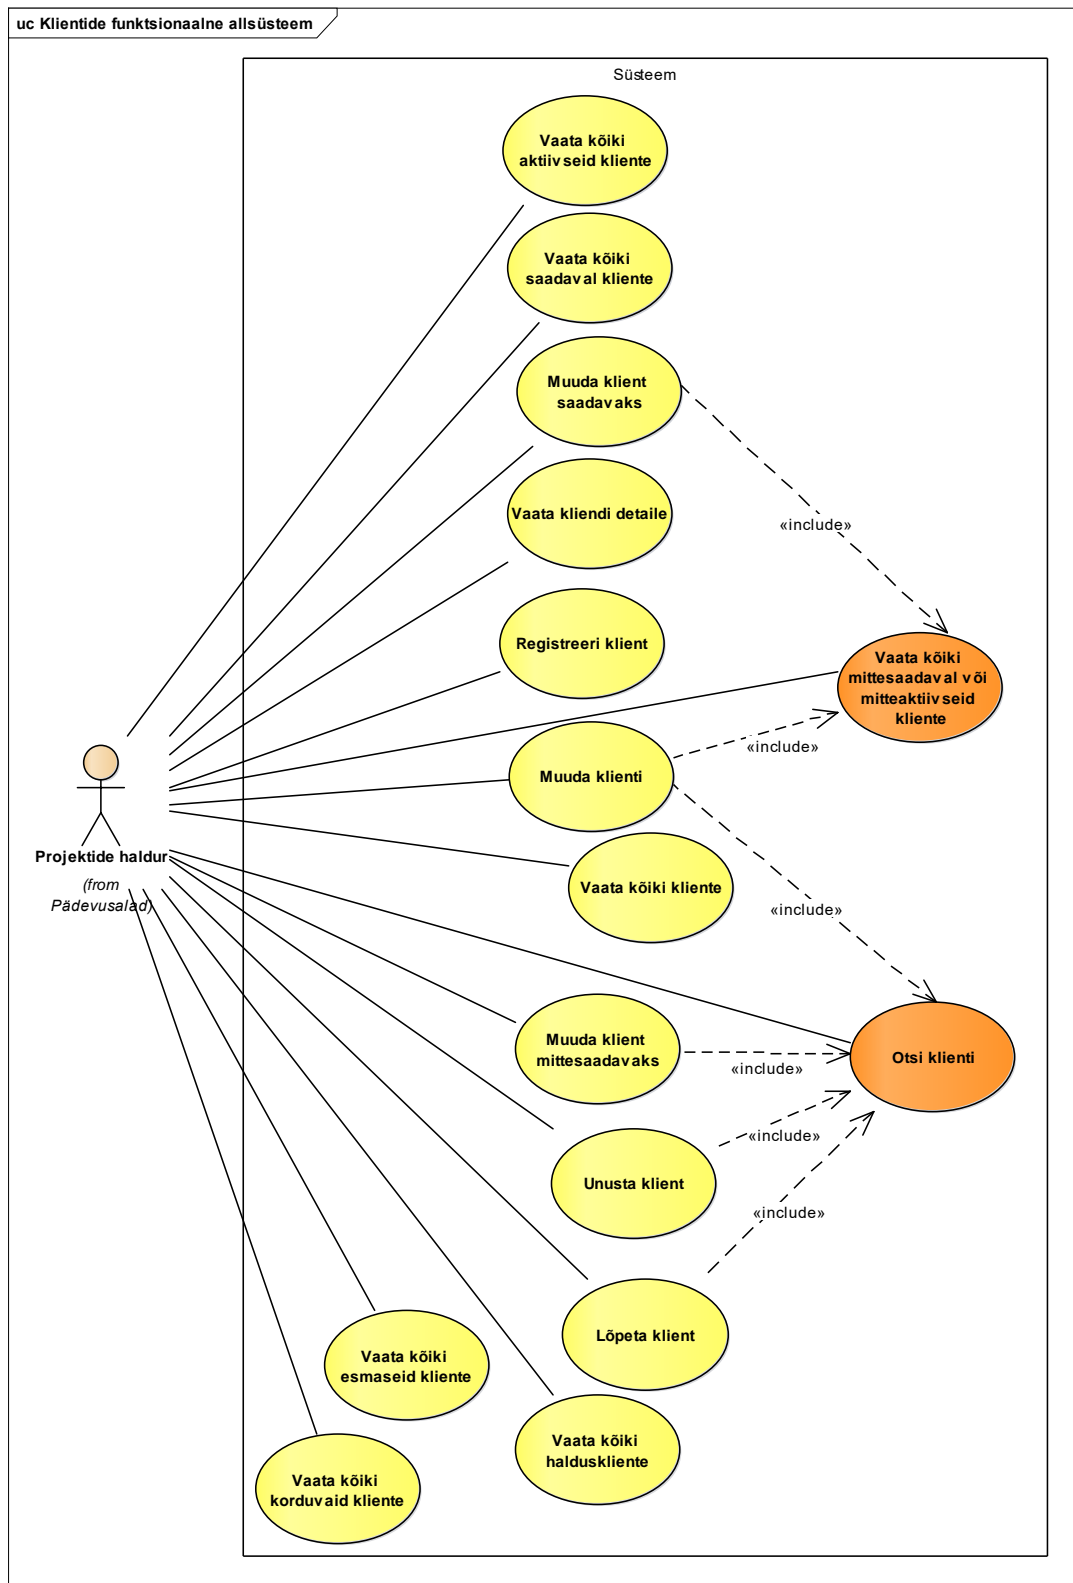 uc Klientide funktsionaalne allsüsteem
Süsteem
Vaata kõiki
aktiivseid kliente
Vaata kõiki
saadaval kliente
Muuda klient
saadavaks
Vaata kliendi detaile
«include»
Registreeri klient
Vaata kõiki
mittesaadaval või
mitteaktiivseid
kliente
«include»
Muuda klienti
Projektide haldur
(from
Pädevusalad)
Vaata kõiki kliente
«include»
Muuda klient
mittesaadavaks
«include»
Otsi klienti
«include»
Unusta klient
«include»
Lõpeta klient
Vaata kõiki
esmaseid kliente
Vaata kõiki
halduskliente
Vaata kõiki
korduvaid kliente